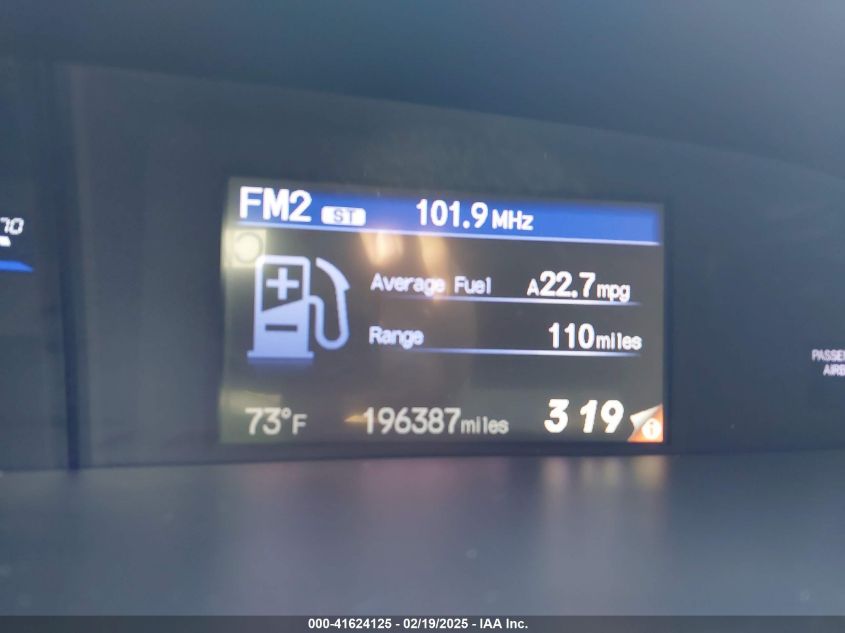 FM2 ST 101.9 MHz
70
Average Fuel A22.7 mpg
Range 110 miles
73°F 196387 miles 3 19
000-41624125 - 02/19/2025 - IAA Inc.